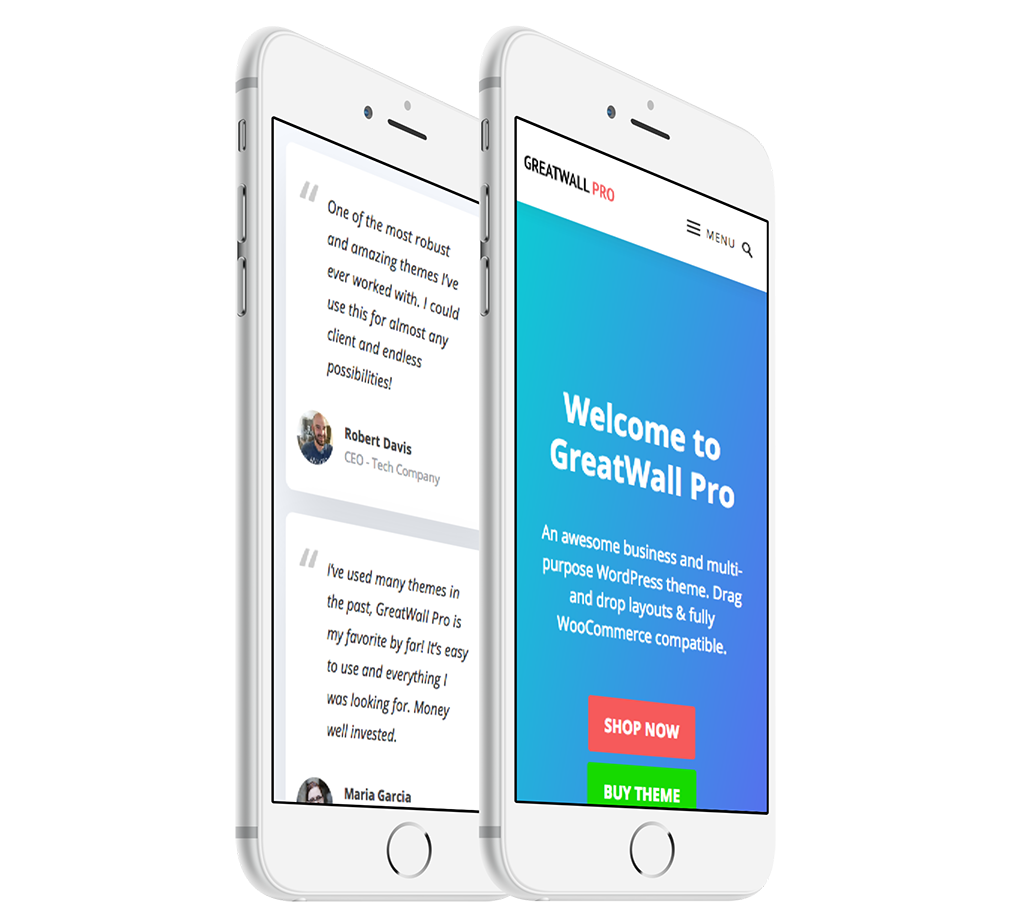 “
One of the most robust
and amazing themes I've
ever worked with. I could
use this for almost any
client and endless
possibilities!
Robert Davis
CEO - Tech Company
“
I've used many themes in
the past, GreatWall Pro is
my favorite by far! It's easy
to use and everything I
was looking for. Money
well invested.
Maria Garcia
GREATWALL PRO
MENU
Welcome to
GreatWall Pro
An awesome business and multi-
purpose WordPress theme. Drag
and drop layouts & fully
WooCommerce compatible.
SHOP NOW
BUY THEME